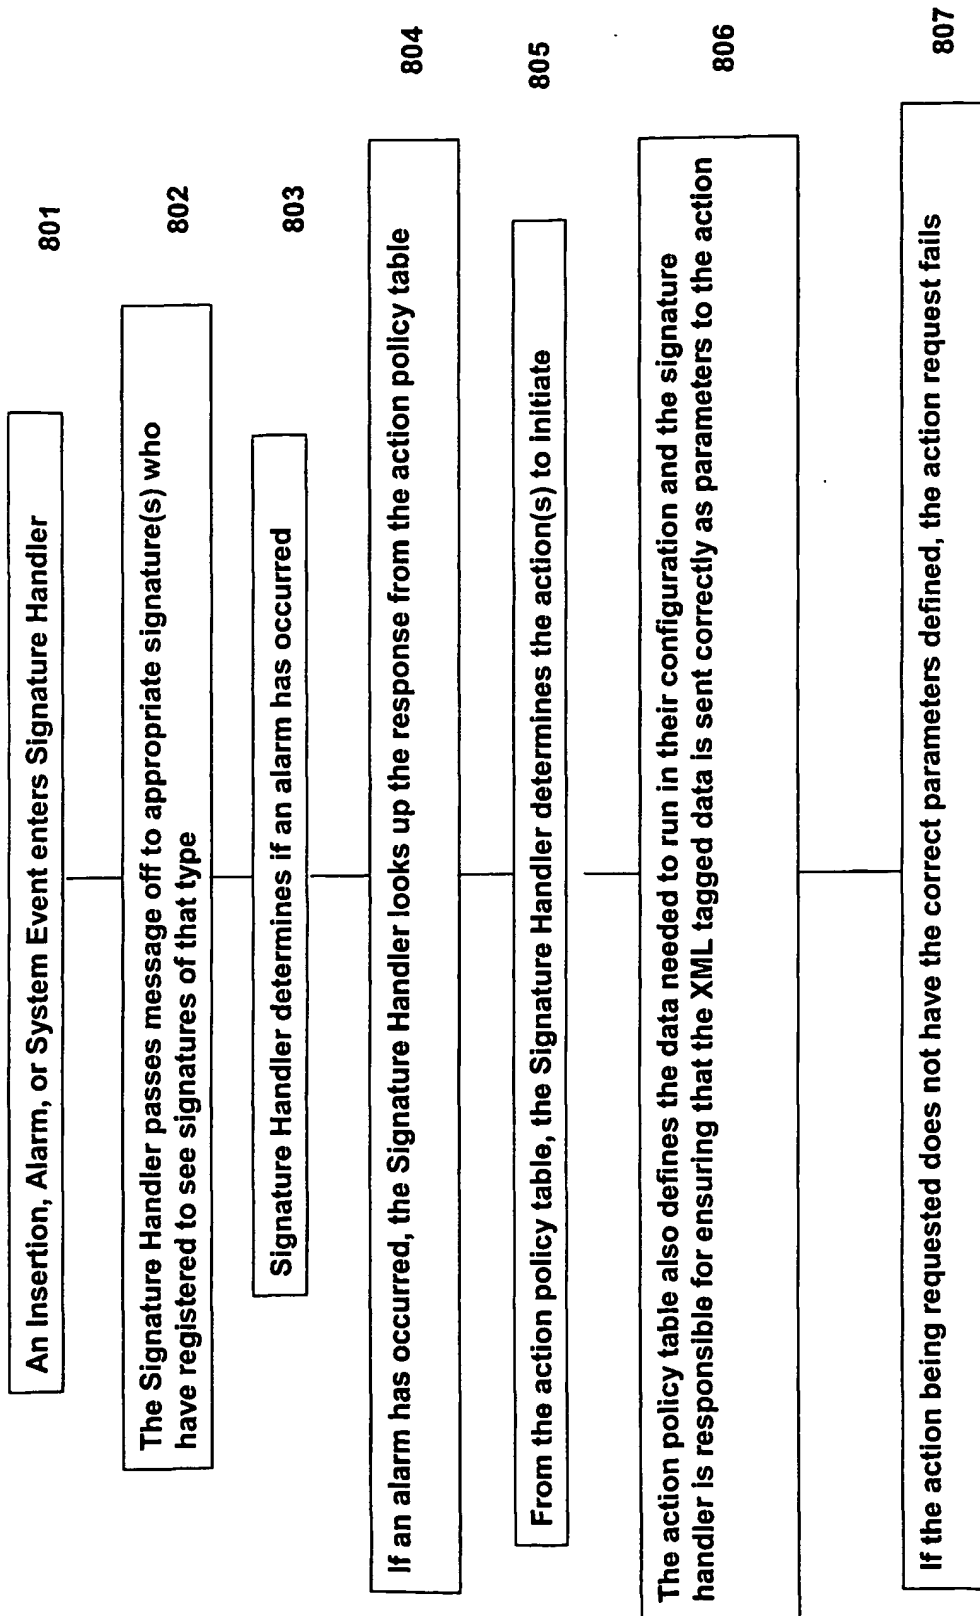 801
An Insertion, Alarm, or System Event enters Signature Handler
802
The Signature Handler passes message off to appropriate signature(s) who
have registered to see signatures of that type
803
Signature Handler determines if an alarm has occurred
804
If an alarm has occurred, the Signature Handler looks up the response from the action policy table
805
From the action policy table, the Signature Handler determines the action(s) to initiate
806
The action policy table also defines the data needed to run in their configuration and the signature
handler is responsible for ensuring that the XML tagged data is sent correctly as parameters to the action
807
If the action being requested does not have the correct parameters defined, the action request fails